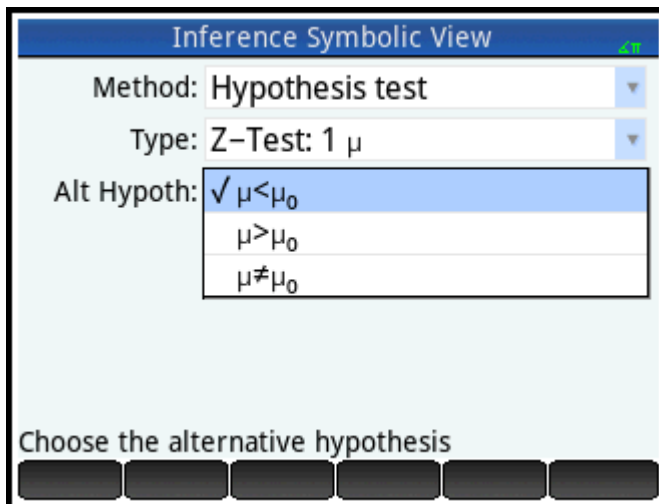 Inference Symbolic View
∡π
Method: Hypothesis test
Type: Z−Test: 1 μ
Alt Hypoth: √ μ<μ₀
μ>μ₀
μ≠μ₀
Choose the alternative hypothesis